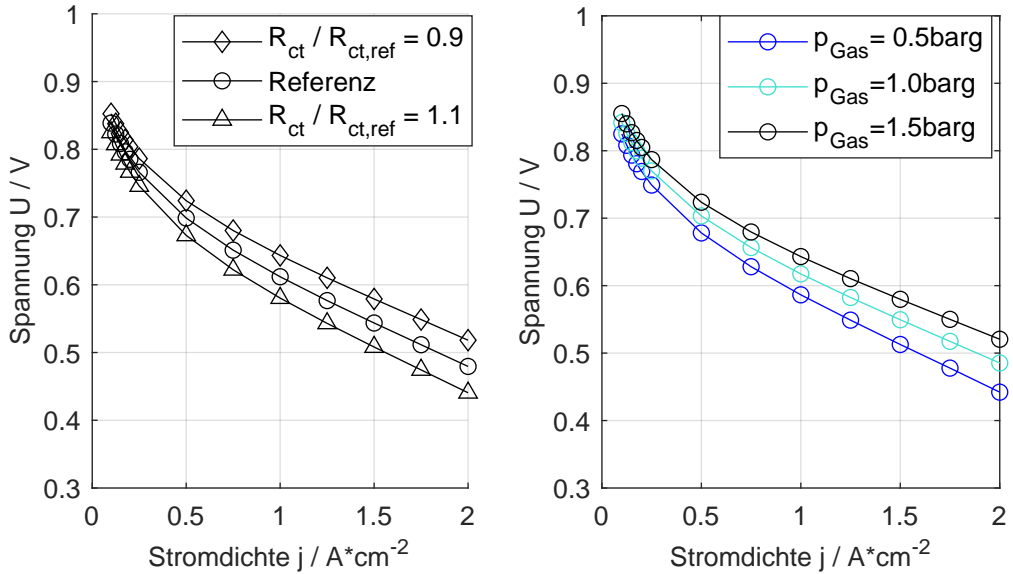 1
0.9
0.8
0.7
0.6
0.5
0.4
0.3
Spannung U / V
R_ct / R_ct,ref = 0.9
Referenz
R_ct / R_ct,ref = 1.1
0
0.5
1
1.5
2
Stromdichte j / A*cm^-2
1
0.9
0.8
0.7
0.6
0.5
0.4
0.3
Spannung U / V
p_Gas= 0.5barg
p_Gas=1.0barg
p_Gas=1.5barg
0
0.5
1
1.5
2
Stromdichte j / A*cm^-2